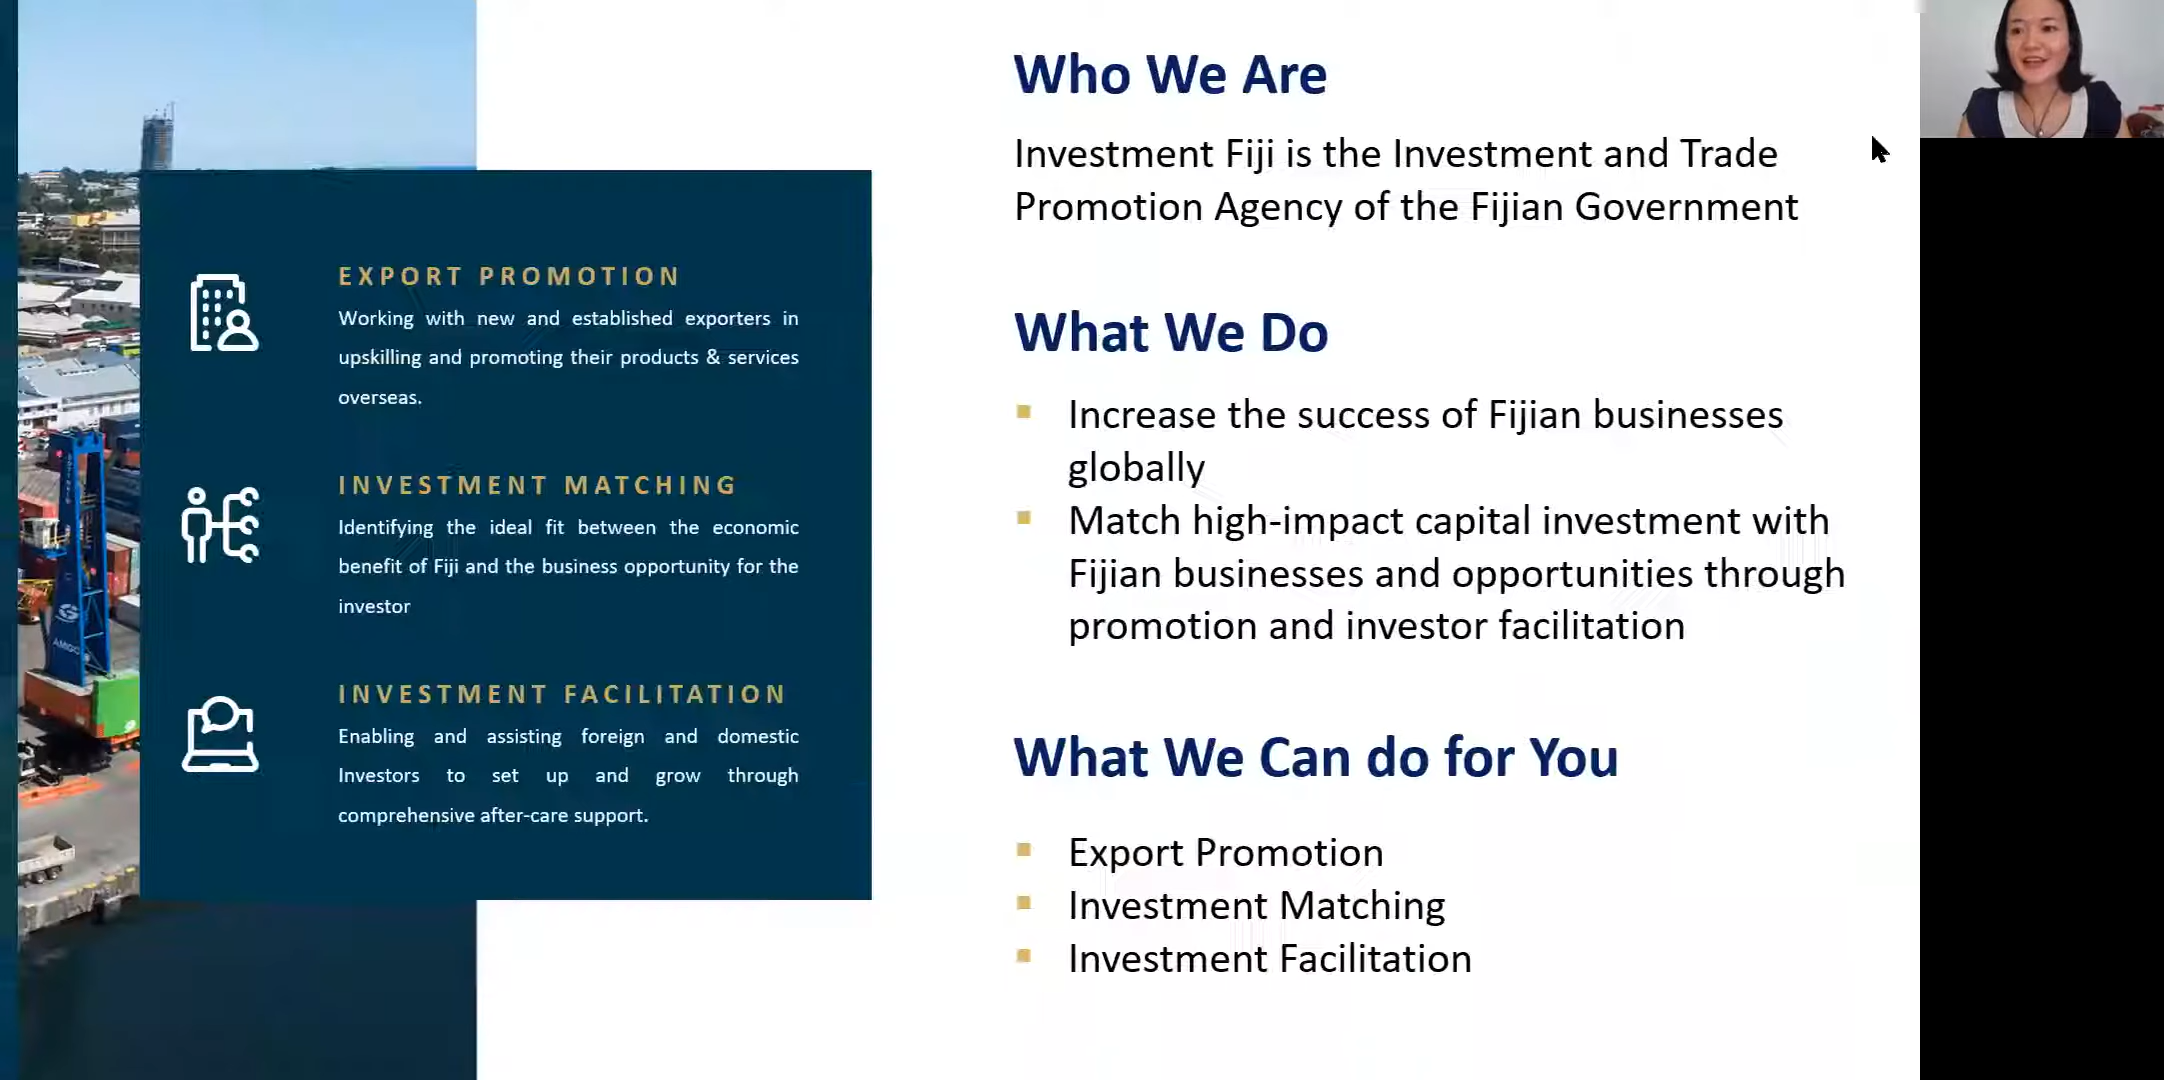 EXPORT PROMOTION
Working with new and established exporters in
upskilling and promoting their products & services
overseas.
INVESTMENT MATCHING
Identifying the ideal fit between the economic
benefit of Fiji and the business opportunity for the
investor
INVESTMENT FACILITATION
Enabling and assisting foreign and domestic
Investors to set up and grow through
comprehensive after-care support.
Who We Are
Investment Fiji is the Investment and Trade
Promotion Agency of the Fijian Government
What We Do
▪ Increase the success of Fijian businesses
globally
▪ Match high-impact capital investment with
Fijian businesses and opportunities through
promotion and investor facilitation
What We Can do for You
▪ Export Promotion
▪ Investment Matching
▪ Investment Facilitation